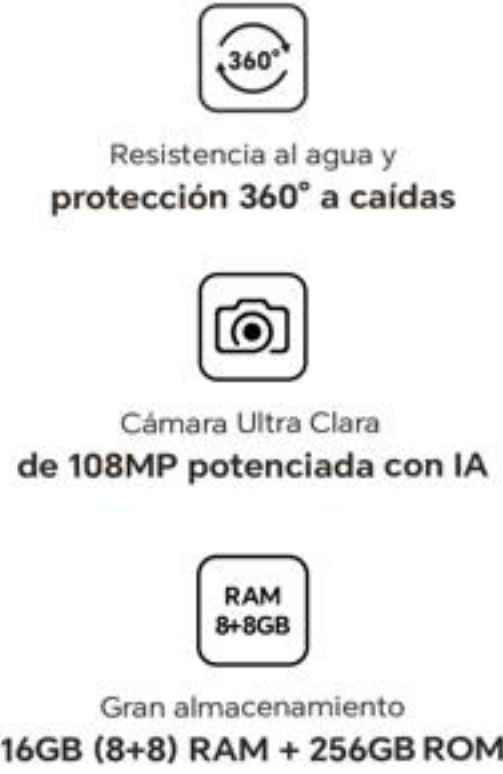 360°
Resistencia al agua y
protección 360° a caídas
Cámara Ultra Clara
de 108MP potenciada con IA
RAM
8+8GB
Gran almacenamiento
16GB (8+8) RAM + 256GB ROM